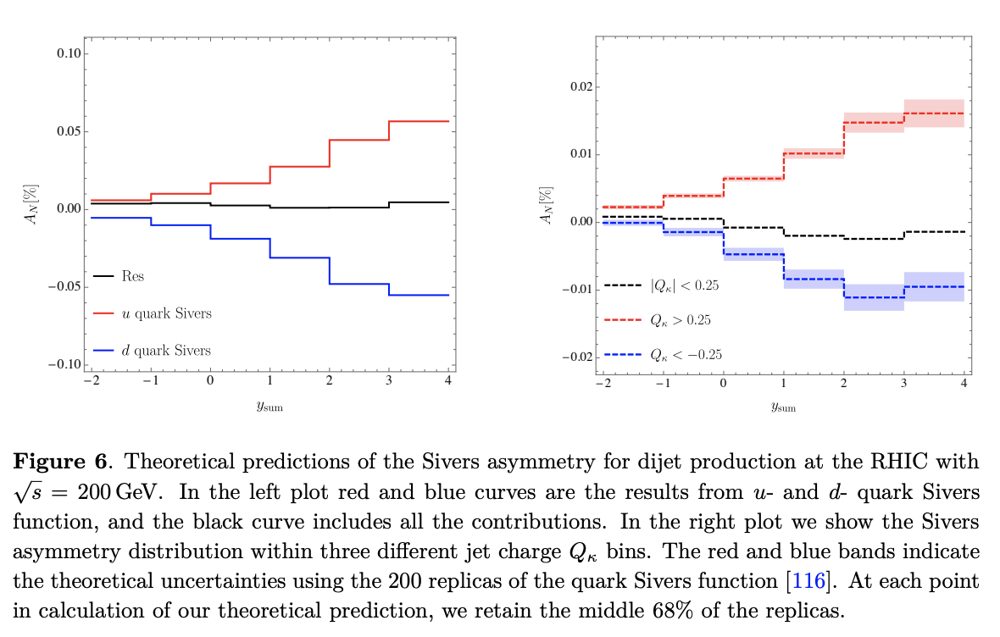 0.10
0.05
0.00
−0.05
−0.10
A_N[%]
Res
u quark Sivers
d quark Sivers
−2 −1 0 1 2 3 4
y_sum
0.02
0.01
0.00
−0.01
−0.02
A_N[%]
|Q_κ| < 0.25
Q_κ > 0.25
Q_κ < −0.25
−2 −1 0 1 2 3 4
y_sum
Figure 6. Theoretical predictions of the Sivers asymmetry for dijet production at the RHIC with
√s = 200 GeV. In the left plot red and blue curves are the results from u- and d- quark Sivers
function, and the black curve includes all the contributions. In the right plot we show the Sivers
asymmetry distribution within three different jet charge Q_κ bins. The red and blue bands indicate
the theoretical uncertainties using the 200 replicas of the quark Sivers function [116]. At each point
in calculation of our theoretical prediction, we retain the middle 68% of the replicas.